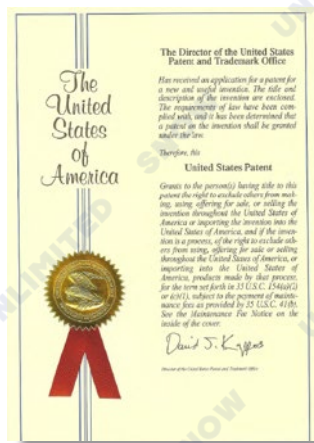 The
United
States
of
America
The Director of the United States
Patent and Trademark Office
Has received an application for a patent for
a new and useful invention. The title and
description of the invention are enclosed.
The requirements of law have been com-
plied with, and it has been determined that
a patent on the invention shall be granted
under the law.
Therefore, this
United States Patent
Grants to the person(s) having title to this
patent the right to exclude others from mak-
ing, using, offering for sale, or selling the
invention throughout the United States of
America or importing the invention into the
United States of America, and if the inven-
tion is a process, of the right to exclude oth-
ers from using, offering for sale or selling
throughout the United States of America, or
importing into the United States of
America, products made by that process,
for the term set forth in 35 U.S.C. 154(a)(2)
or (c)(1), subject to the payment of mainte-
nance fees as provided by 35 U.S.C. 41(b).
See the Maintenance Fee Notice on the
inside of the cover.
David J. Kappos
Director of the United States Patent and Trademark Office